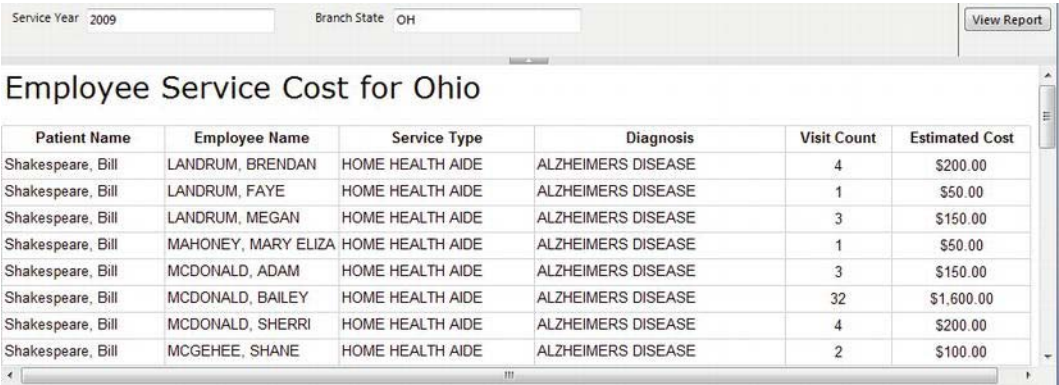 Service Year 2009 Branch State OH View Report
Employee Service Cost for Ohio
Patient Name Employee Name Service Type Diagnosis Visit Count Estimated Cost
Shakespeare, Bill LANDRUM, BRENDAN HOME HEALTH AIDE ALZHEIMERS DISEASE 4 $200.00
Shakespeare, Bill LANDRUM, FAYE HOME HEALTH AIDE ALZHEIMERS DISEASE 1 $50.00
Shakespeare, Bill LANDRUM, MEGAN HOME HEALTH AIDE ALZHEIMERS DISEASE 3 $150.00
Shakespeare, Bill MAHONEY, MARY ELIZA HOME HEALTH AIDE ALZHEIMERS DISEASE 1 $50.00
Shakespeare, Bill MCDONALD, ADAM HOME HEALTH AIDE ALZHEIMERS DISEASE 3 $150.00
Shakespeare, Bill MCDONALD, BAILEY HOME HEALTH AIDE ALZHEIMERS DISEASE 32 $1,600.00
Shakespeare, Bill MCDONALD, SHERRI HOME HEALTH AIDE ALZHEIMERS DISEASE 4 $200.00
Shakespeare, Bill MCGEHEE, SHANE HOME HEALTH AIDE ALZHEIMERS DISEASE 2 $100.00